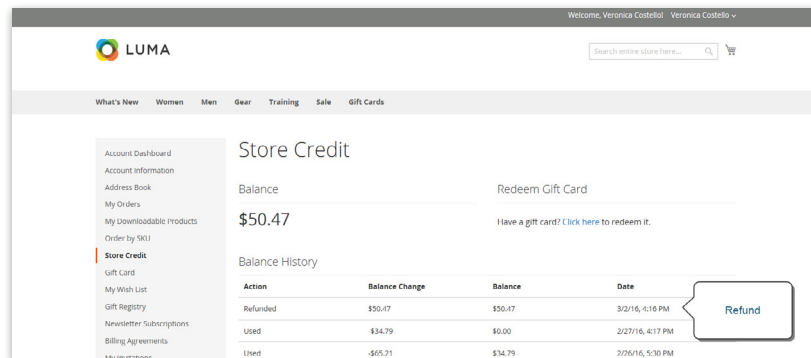 Welcome, Veronica Costello! Veronica Costello
LUMA
Search entire store here...
What's New Women Men Gear Training Sale Gift Cards
Account Dashboard
Account Information
Address Book
My Orders
My Downloadable Products
Order by SKU
Store Credit
Gift Card
My Wish List
Gift Registry
Newsletter Subscriptions
Billing Agreements
My Invitations
Store Credit
Balance
$50.47
Redeem Gift Card
Have a gift card? Click here to redeem it.
Balance History
Action Balance Change Balance Date
Refunded $50.47 $50.47 3/2/16, 4:16 PM
Used -$34.79 $0.00 2/27/16, 4:17 PM
Used -$65.21 $34.79 2/26/16, 5:30 PM
Refund